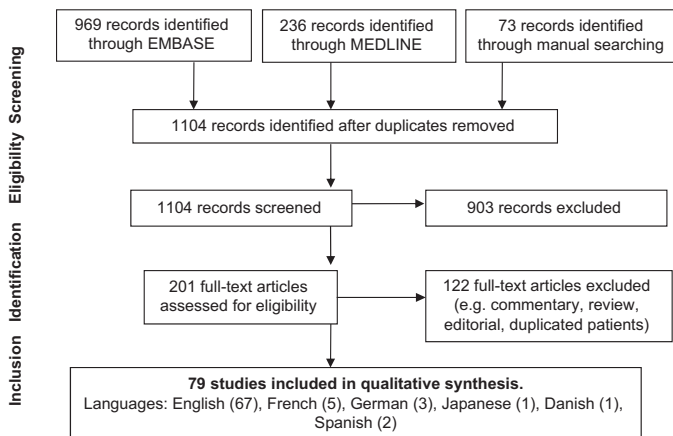 969 records identified
through EMBASE
236 records identified
through MEDLINE
73 records identified
through manual searching
1104 records identified after duplicates removed
1104 records screened
903 records excluded
201 full-text articles
assessed for eligibility
122 full-text articles excluded
(e.g. commentary, review,
editorial, duplicated patients)
79 studies included in qualitative synthesis.
Languages: English (67), French (5), German (3), Japanese (1), Danish (1),
Spanish (2)
Inclusion Identification Eligibility Screening